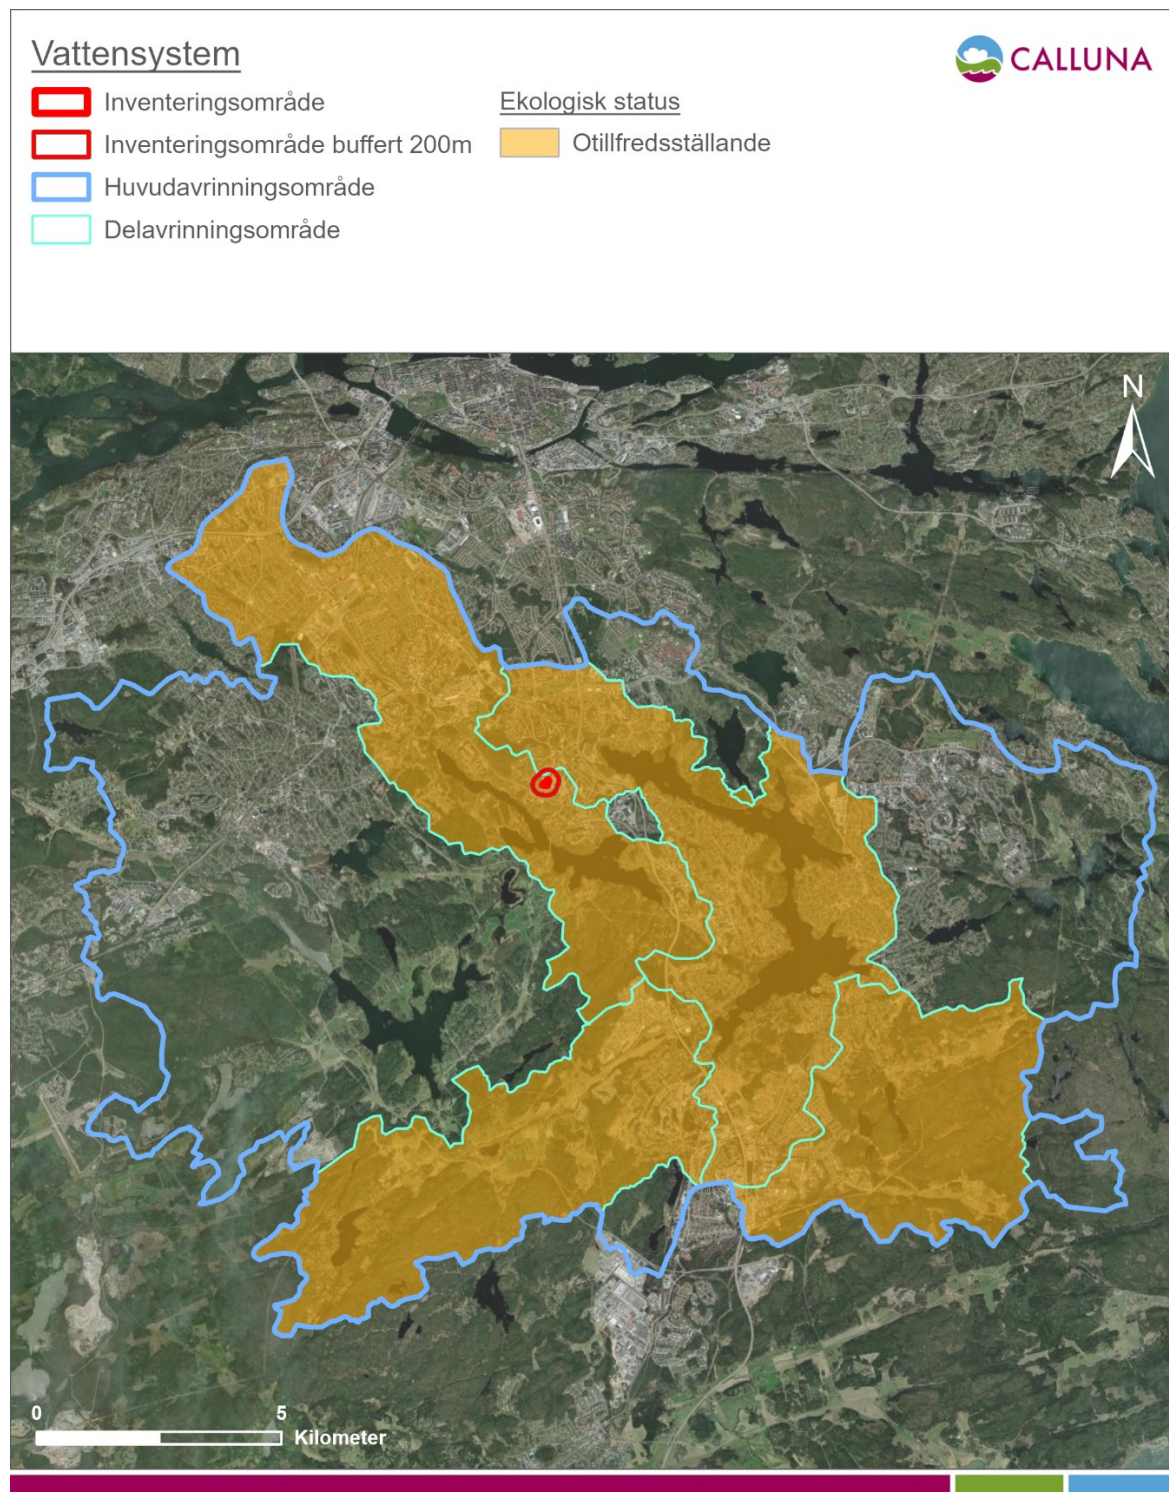 Vattensystem
CALLUNA
Inventeringsområde
Ekologisk status
Inventeringsområde buffert 200m
Otillfredsställande
Huvudavrinningsområde
Delavrinningsområde
N
0 5
Kilometer